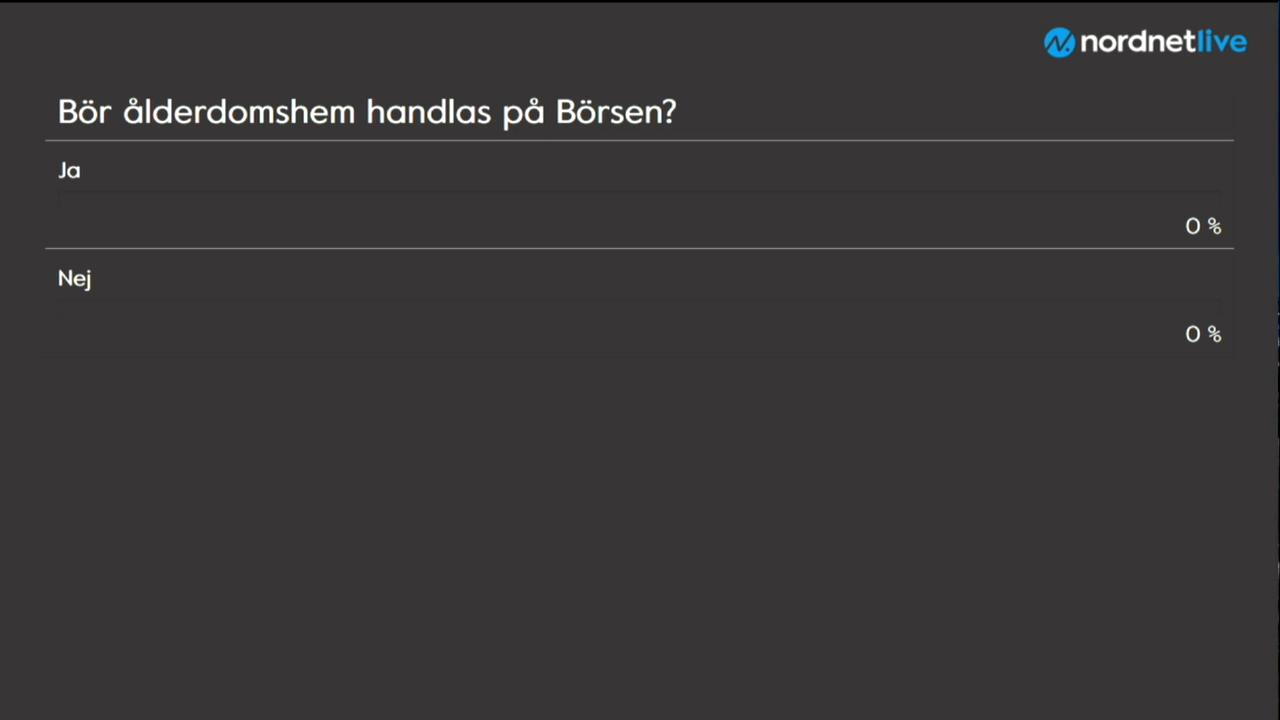 nordnetlive
Bör ålderdomshem handlas på Börsen?
Ja
0 %
Nej
0 %